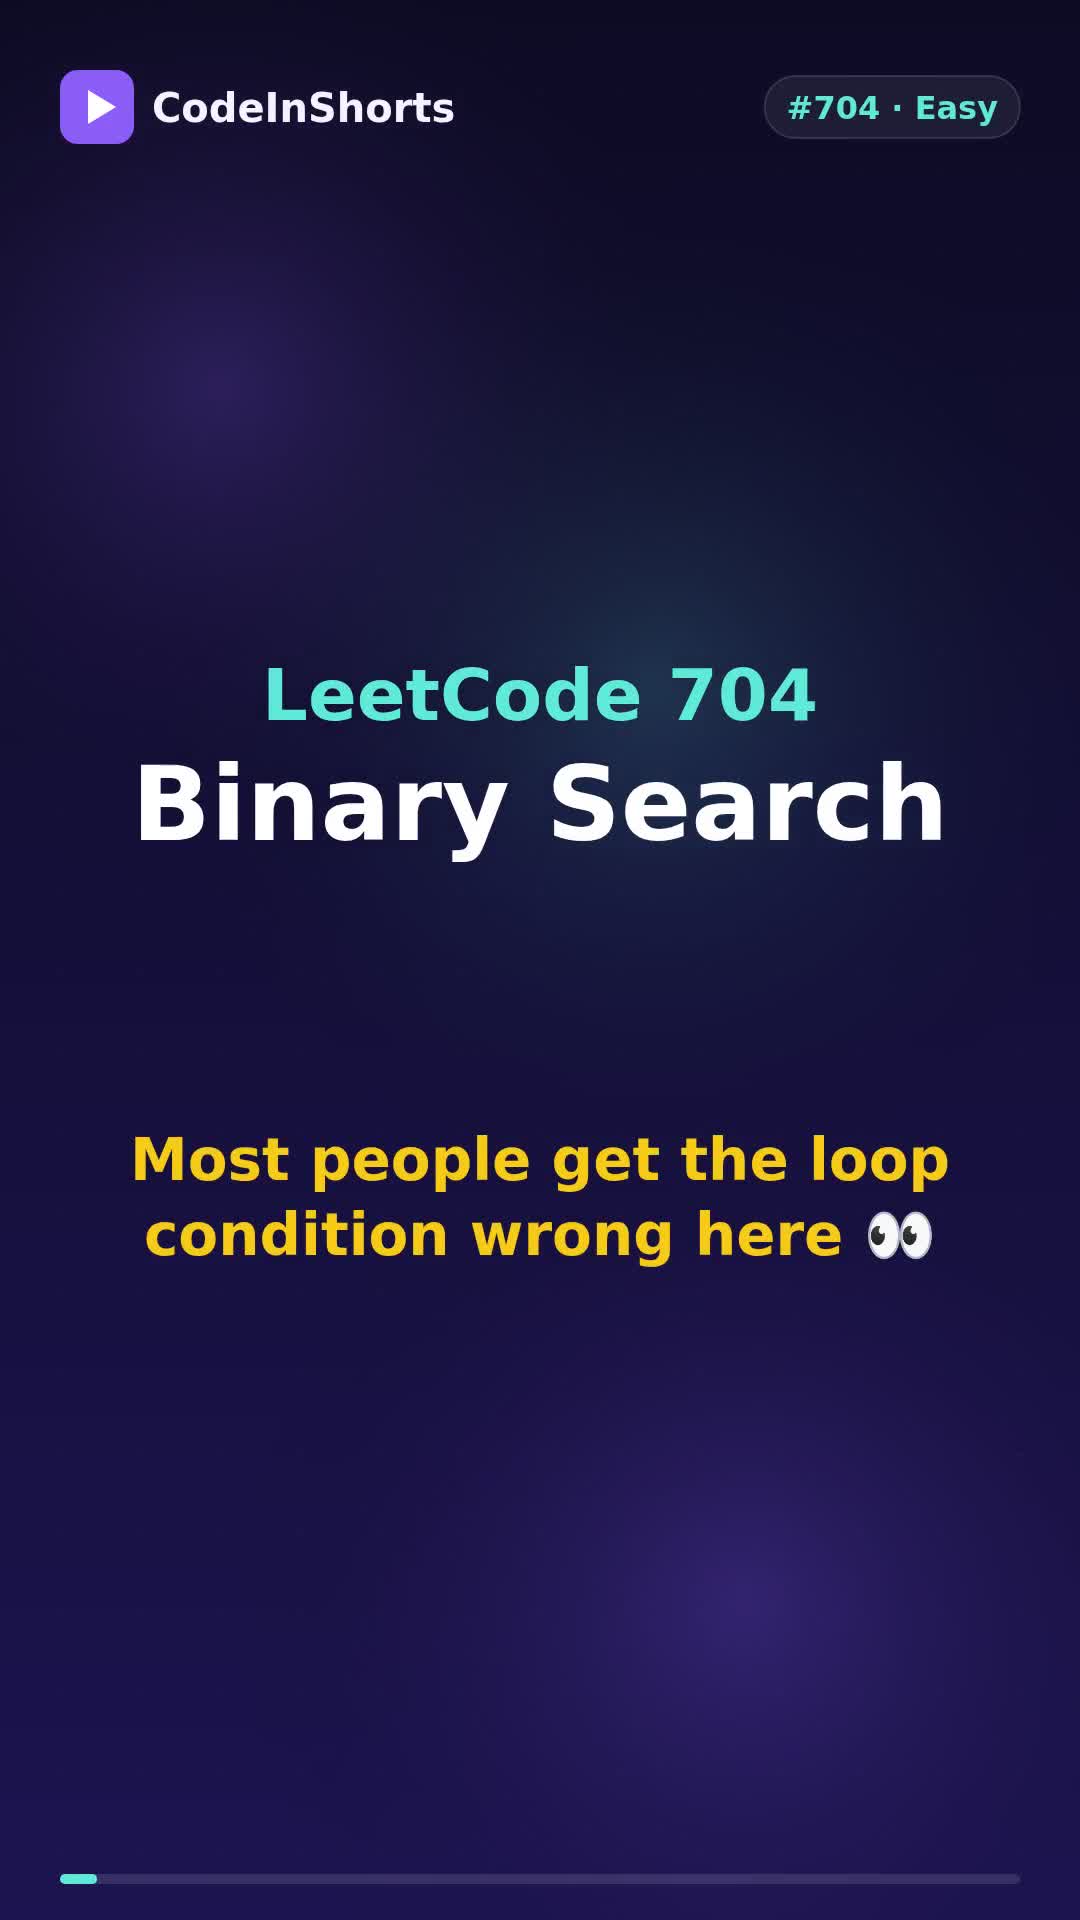 CodeInShorts
#704 · Easy
LeetCode 704
Binary Search
Most people get the loop
condition wrong here 👀